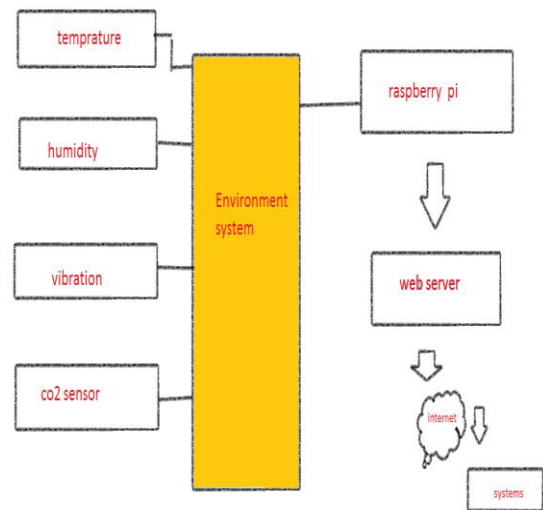 temprature
humidity
vibration
co2 sensor
Environment
system
raspberry pi
web server
internet
systems